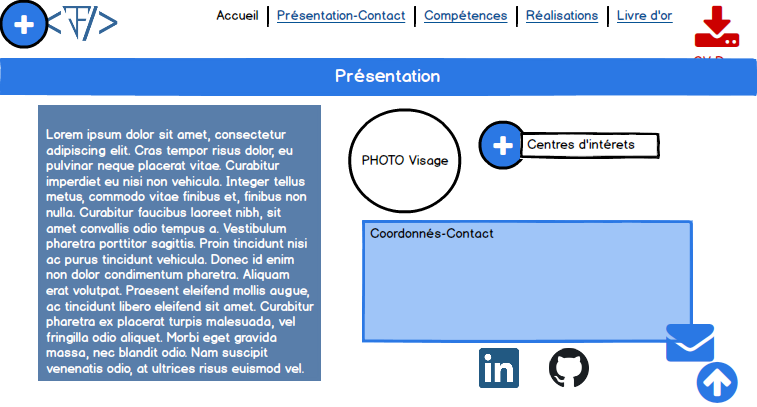 Accueil Présentation-Contact Compétences Réalisations Livre d'or
Présentation
Lorem ipsum dolor sit amet, consectetur
adipiscing elit. Cras tempor risus dolor, eu
pulvinar neque placerat vitae. Curabitur
imperdiet eu nisi non vehicula. Integer tellus
metus, commodo vitae finibus et, finibus non
nulla. Curabitur faucibus laoreet nibh, sit
amet convallis odio tempus a. Vestibulum
pharetra porttitor sagittis. Proin tincidunt nisi
ac purus tincidunt vehicula. Donec id enim
non dolor condimentum pharetra. Aliquam
erat volutpat. Praesent eleifend mollis augue,
ac tincidunt libero eleifend sit amet. Curabitur
pharetra ex placerat turpis malesuada, vel
fringilla odio aliquet. Morbi eget gravida
massa, nec blandit odio. Nam suscipit
venenatis odio, at ultrices risus euismod vel.
PHOTO Visage
Centres d'intérets
Coordonnés-Contact
in